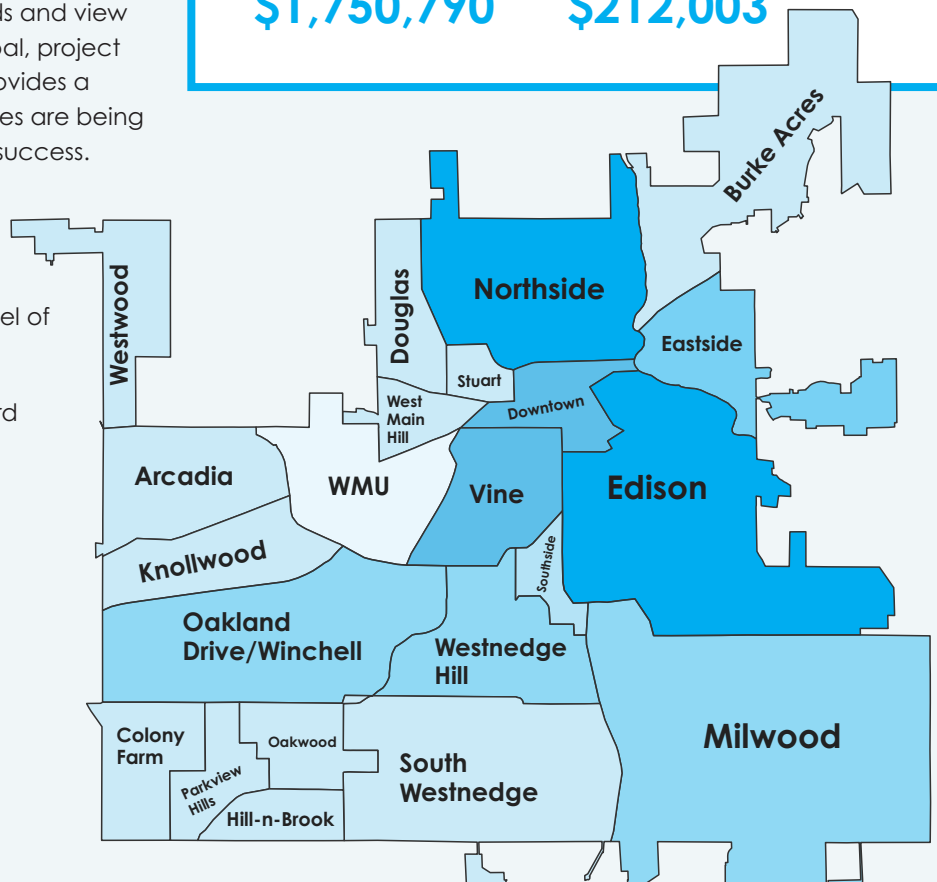 $1,750,790 $212,003
ds and view
oal, project
ovides a
es are being
success.
el of
rd
Burke Acres
Westwood
Douglas
Northside
Eastside
Stuart
West
Main
Hill
Downtown
Arcadia
WMU
Vine
Edison
Knollwood
Southside
Oakland
Drive/Winchell
Westnedge
Hill
Colony
Farm
Parkview
Hills
Oakwood
Hill-n-Brook
South
Westnedge
Milwood